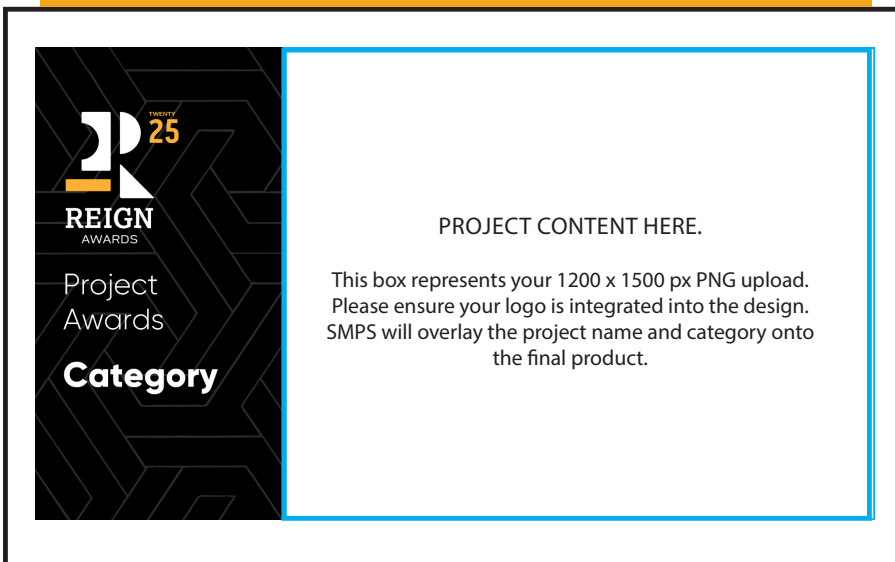 TWENTY
25
REIGN
AWARDS
Project
Awards
Category
PROJECT CONTENT HERE.
This box represents your 1200 x 1500 px PNG upload.
Please ensure your logo is integrated into the design.
SMPS will overlay the project name and category onto
the final product.